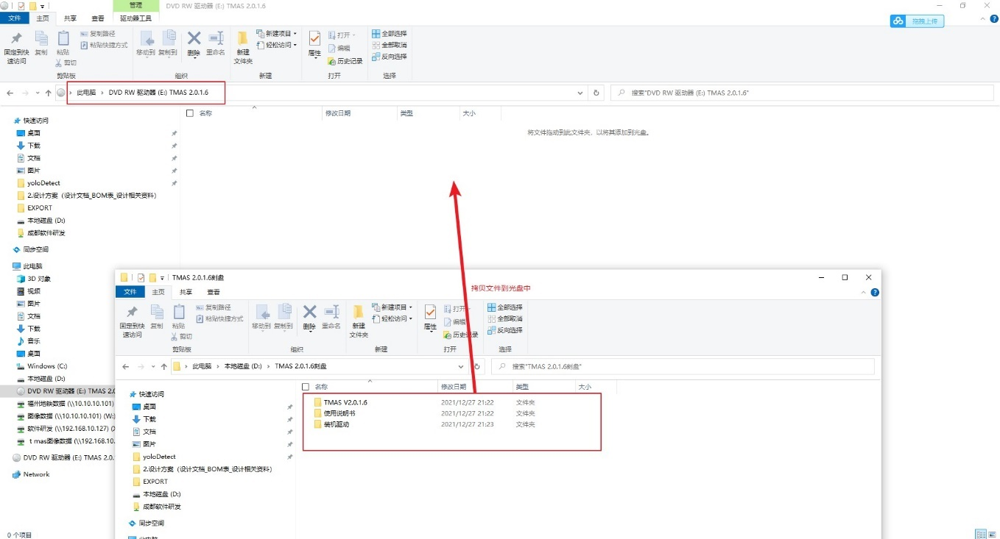 管理
DVD RW 驱动器 (E:) TMAS 2.0.1.6
文件 主页 共享 查看 驱动器工具
拖拽上传
固定到快速访问
复制
粘贴
复制路径
粘贴快捷方式
剪切
移动到 复制到 删除 重命名
新建文件夹
新建项目
轻松访问
属性
打开
编辑
历史记录
全部选择
全部取消
反向选择
剪贴板 组织 新建 打开 选择
此电脑 › DVD RW 驱动器 (E:) TMAS 2.0.1.6
搜索"DVD RW 驱动器 (E:) TMAS 2.0.1.6"
名称 修改日期 类型 大小
将文件拖动到此文件夹，以将其添加到光盘。
快速访问
桌面
下载
文档
图片
yoloDetect
2.设计方案（设计文档_BOM表_设计相关资料）
EXPORT
本地磁盘 (D:)
成都软件研发
同步空间
此电脑
3D 对象
视频
图片
文档
下载
音乐
桌面
Windows (C:)
本地磁盘 (D:)
DVD RW 驱动器 (E:) TMAS 2.0
福州地铁数据 (\\10.10.10.101)
图像数据 (\\10.10.10.101) (W:)
软件研发 (\\192.168.10.127) (
t mas图像数据 (\\192.168.10.
DVD RW 驱动器 (E:) TMAS 2.0.
Network
0 个项目
TMAS 2.0.1.6刻盘
文件 主页 共享 查看
拷贝文件到光盘中
固定到快速访问
复制
粘贴
复制路径
粘贴快捷方式
剪切
移动到 复制到 删除 重命名
新建文件夹
新建项目
轻松访问
属性
打开
编辑
历史记录
全部选择
全部取消
反向选择
剪贴板 组织 新建 打开 选择
此电脑 › 本地磁盘 (D:) › TMAS 2.0.1.6刻盘
搜索"TMAS 2.0.1.6刻盘"
名称 修改日期 类型 大小
TMAS V2.0.1.6 2021/12/27 21:22 文件夹
使用说明书 2021/12/27 21:22 文件夹
装机驱动 2021/12/27 21:23 文件夹
快速访问
桌面
下载
文档
图片
yoloDetect
2.设计方案（设计文档_BOM表_设计相关资料）
EXPORT
本地磁盘 (D:)
成都软件研发
同步空间
此电脑